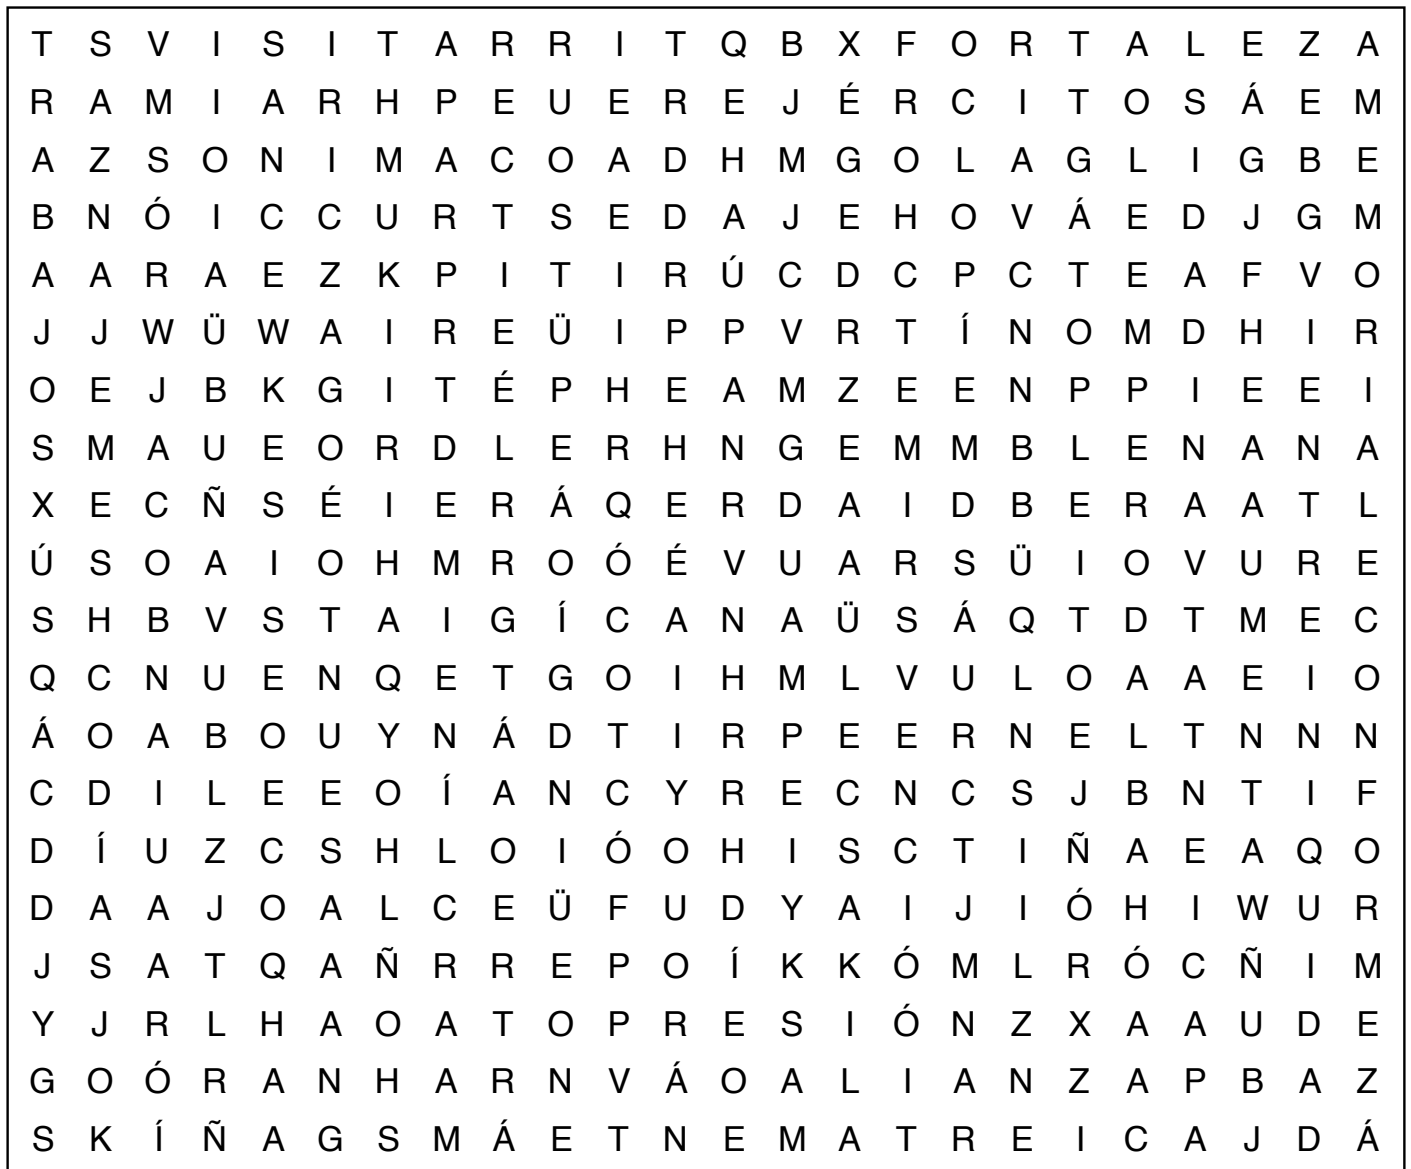 T S V I S I T A R R I T Q B X F O R T A L E Z A
R A M I A R H P E U E R E J É R C I T O S Á E M
A Z S O N I M A C O A D H M G O L A G L I G B E
B N Ó I C C U R T S E D A J E H O V Á E D J G M
A A R A E Z K P I T I R Ú C D C P C T E A F V O
J J W Ü W A I R E Ü I P P V R T Í N O M D H I R
O E J B K G I T É P H E A M Z E E N P P I E E I
S M A U E O R D L E R H N G E M M B L E N A N A
X E C Ñ S É I E R Á Q E R D A I D B E R A A T L
Ú S O A I O H M R O Ó É V U A R S Ü I O V U R E
S H B V S T A I G Í C A N A Ü S Á Q T D T M E C
Q C N U E N Q E T G O I H M L V U L O A A E I O
Á O A B O U Y N Á D T I R P E E R N E L T N N N
C D I L E E O Í A N C Y R E C N C S J B N T I F
D Í U Z C S H L O I Ó O H I S C T I Ñ A E A Q O
D A A J O A L C E Ü F U D Y A I J I Ó H I W U R
J S A T Q A Ñ R R E P O Í K K Ó M L R Ó C Ñ I M
Y J R L H A O A T O P R E S I Ó N Z X A A U D E
G O Ó R A N H A R N V Á O A L I A N Z A P B A Z
S K Í Ñ A G S M Á E T N E M A T R E I C A J D Á